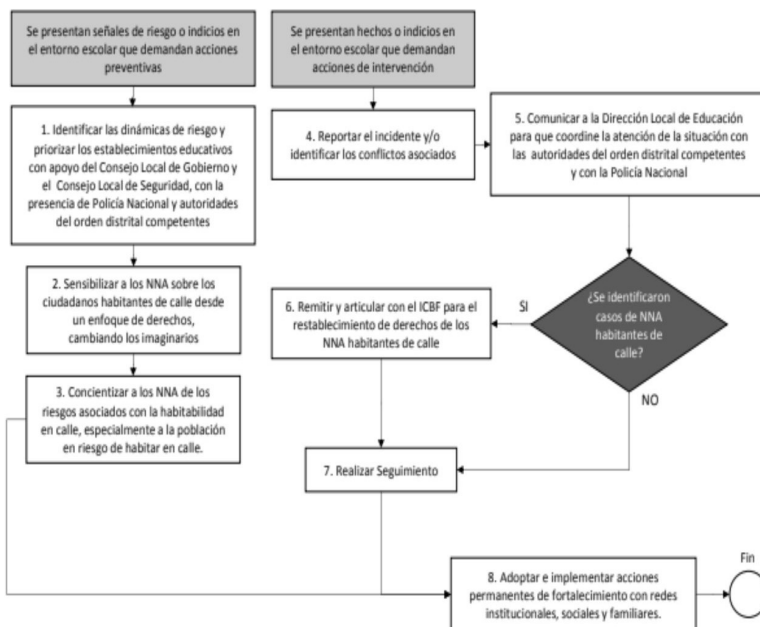 Se presentan señales de riesgo o indicios en
el entorno escolar que demandan acciones
preventivas
Se presentan hechos o indicios en
el entorno escolar que demandan
acciones de intervención
1. Identificar las dinámicas de riesgo y
priorizar los establecimientos educativos
con apoyo del Consejo Local de Gobierno y
el Consejo Local de Seguridad, con la
presencia de Policía Nacional y autoridades
del orden distrital competentes
4. Reportar el incidente y/o
identificar los conflictos asociados
5. Comunicar a la Dirección Local de Educación
para que coordine la atención de la situación con
las autoridades del orden distrital competentes
y con la Policía Nacional
2. Sensibilizar a los NNA sobre los
ciudadanos habitantes de calle desde
un enfoque de derechos,
cambiando los imaginarios
6. Remitir y articular con el ICBF para el
restablecimiento de derechos de los
NNA habitantes de calle
SI
¿Se identificaron
casos de NNA
habitantes de
calle?
NO
3. Concientizar a los NNA de los
riesgos asociados con la habitabilidad
en calle, especialmente a la población
en riesgo de habitar en calle.
7. Realizar Seguimiento
8. Adoptar e implementar acciones
permanentes de fortalecimiento con redes
institucionales, sociales y familiares.
Fin